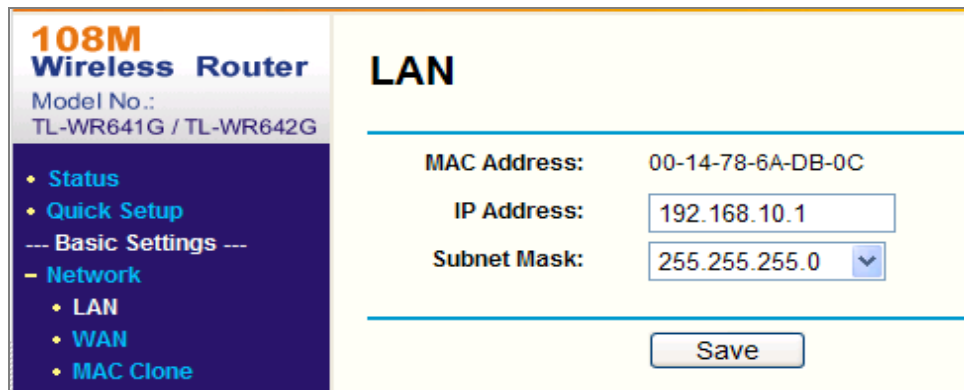 108M
Wireless Router
Model No.:
TL-WR641G / TL-WR642G
• Status
• Quick Setup
--- Basic Settings ---
– Network
• LAN
• WAN
• MAC Clone
LAN
MAC Address: 00-14-78-6A-DB-0C
IP Address: 192.168.10.1
Subnet Mask: 255.255.255.0
Save